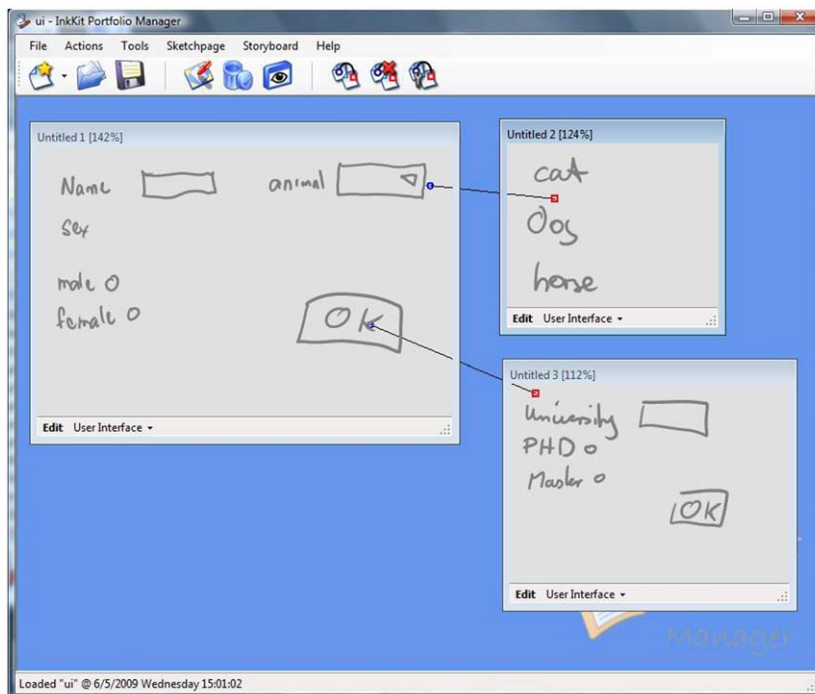 ui - InkKit Portfolio Manager
File Actions Tools Sketchpage Storyboard Help
Untitled 1 [142%]
Name
animal
sex
male O
female O
OK
Edit User Interface
Untitled 2 [124%]
cat
Dog
horse
Edit User Interface
Untitled 3 [112%]
University
PHD O
Master O
OK
Edit User Interface
Manager
Loaded "ui" @ 6/5/2009 Wednesday 15:01:02